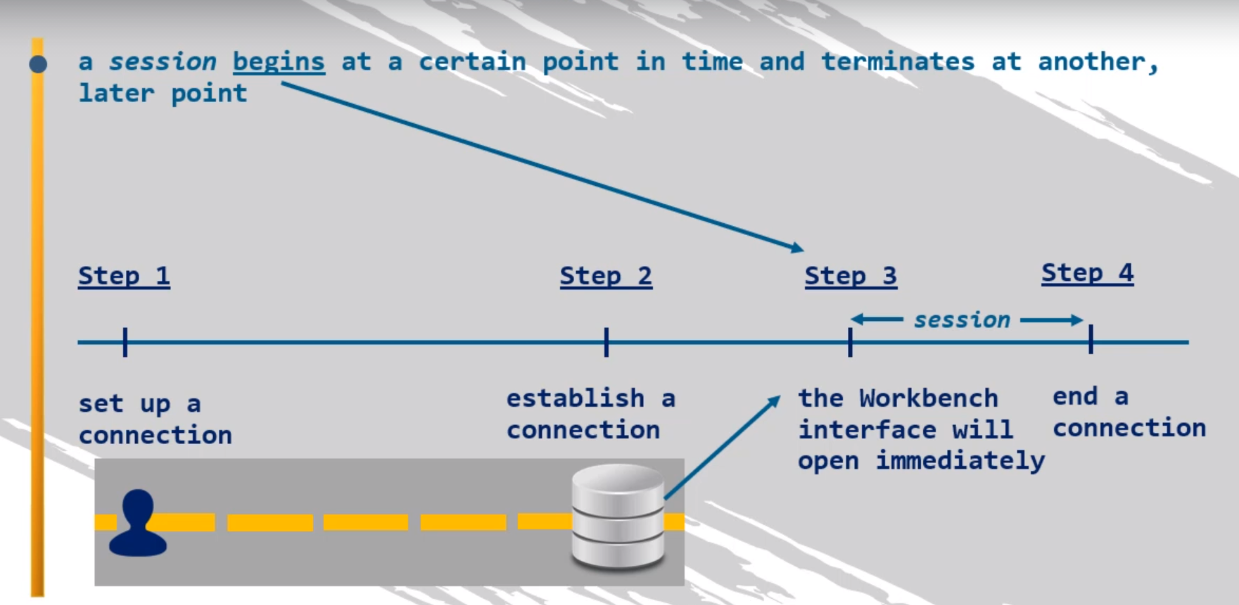 a session begins at a certain point in time and terminates at another,
later point
Step 1
Step 2
Step 3
Step 4
session
set up a
connection
establish a
connection
the Workbench
interface will
open immediately
end a
connection